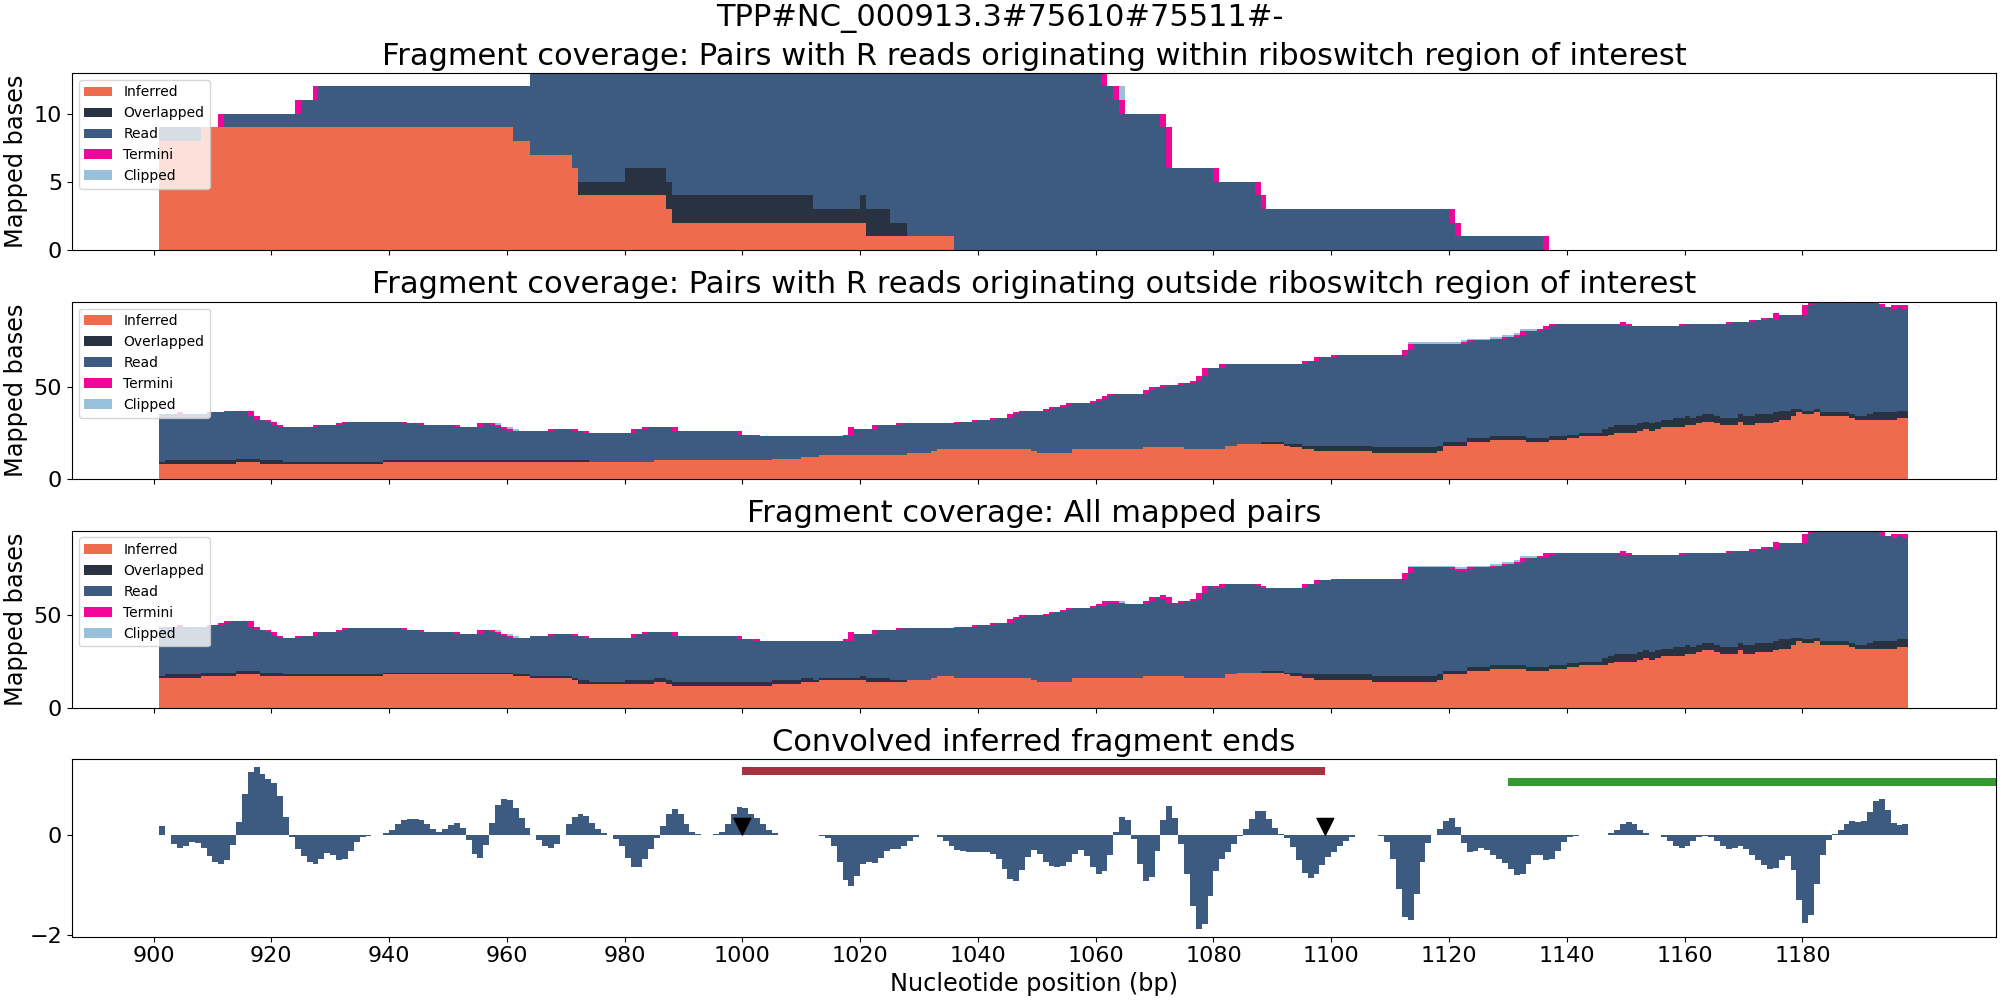 TPP#NC_000913.3#75610#75511#-
Fragment coverage: Pairs with R reads originating within riboswitch region of interest
Mapped bases
10
5
0
Inferred
Overlapped
Read
Termini
Clipped
Fragment coverage: Pairs with R reads originating outside riboswitch region of interest
Mapped bases
50
0
Inferred
Overlapped
Read
Termini
Clipped
Fragment coverage: All mapped pairs
Mapped bases
50
0
Inferred
Overlapped
Read
Termini
Clipped
Convolved inferred fragment ends
0
−2
900 920 940 960 980 1000 1020 1040 1060 1080 1100 1120 1140 1160 1180
Nucleotide position (bp)